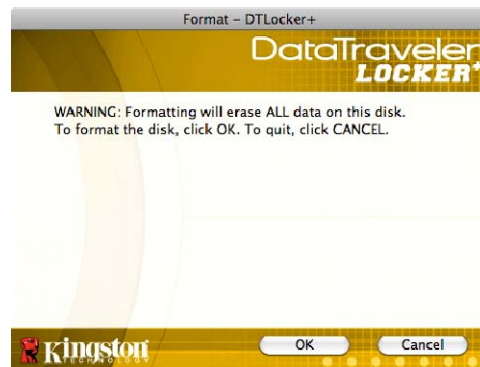 Format – DTLocker+
DataTraveler
LOCKER+
WARNING: Formatting will erase ALL data on this disk.
To format the disk, click OK. To quit, click CANCEL.
Kingston
TECHNOLOGY
OK
Cancel